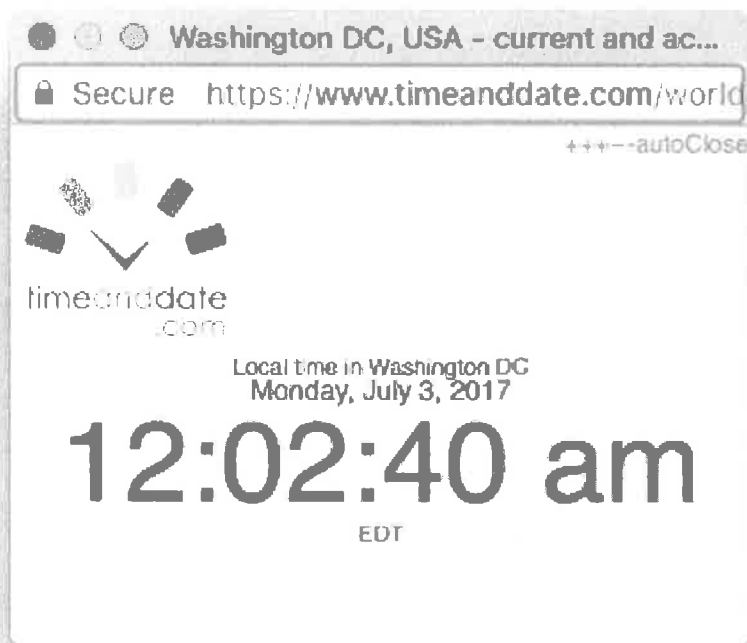 Washington DC, USA - current and ac...
Secure https://www.timeanddate.com/world
+++--autoClose
timeanddate
.com
Local time in Washington DC
Monday, July 3, 2017
12:02:40 am
EDT